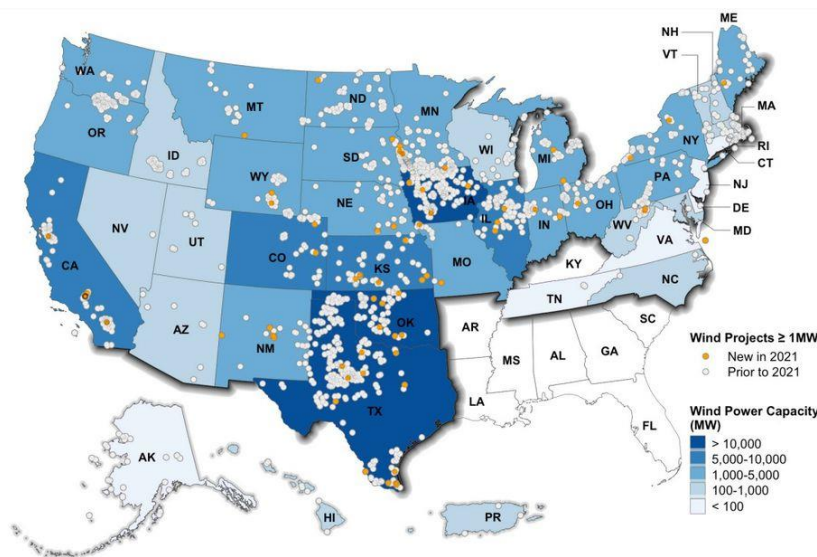 ME
NH
VT
WA
MT
ND
MN
MA
OR
ID
SD
WI
MI
NY
RI
CT
WY
IA
PA
NJ
NE
NV
UT
CO
IL
IN
OH
WV
DE
MD
CA
KS
MO
KY
VA
AZ
NM
OK
TN
NC
AR
SC
MS
AL
GA
TX
LA
FL
AK
HI
PR
Wind Projects ≥ 1MW
New in 2021
Prior to 2021
Wind Power Capacity
(MW)
> 10,000
5,000-10,000
1,000-5,000
100-1,000
< 100